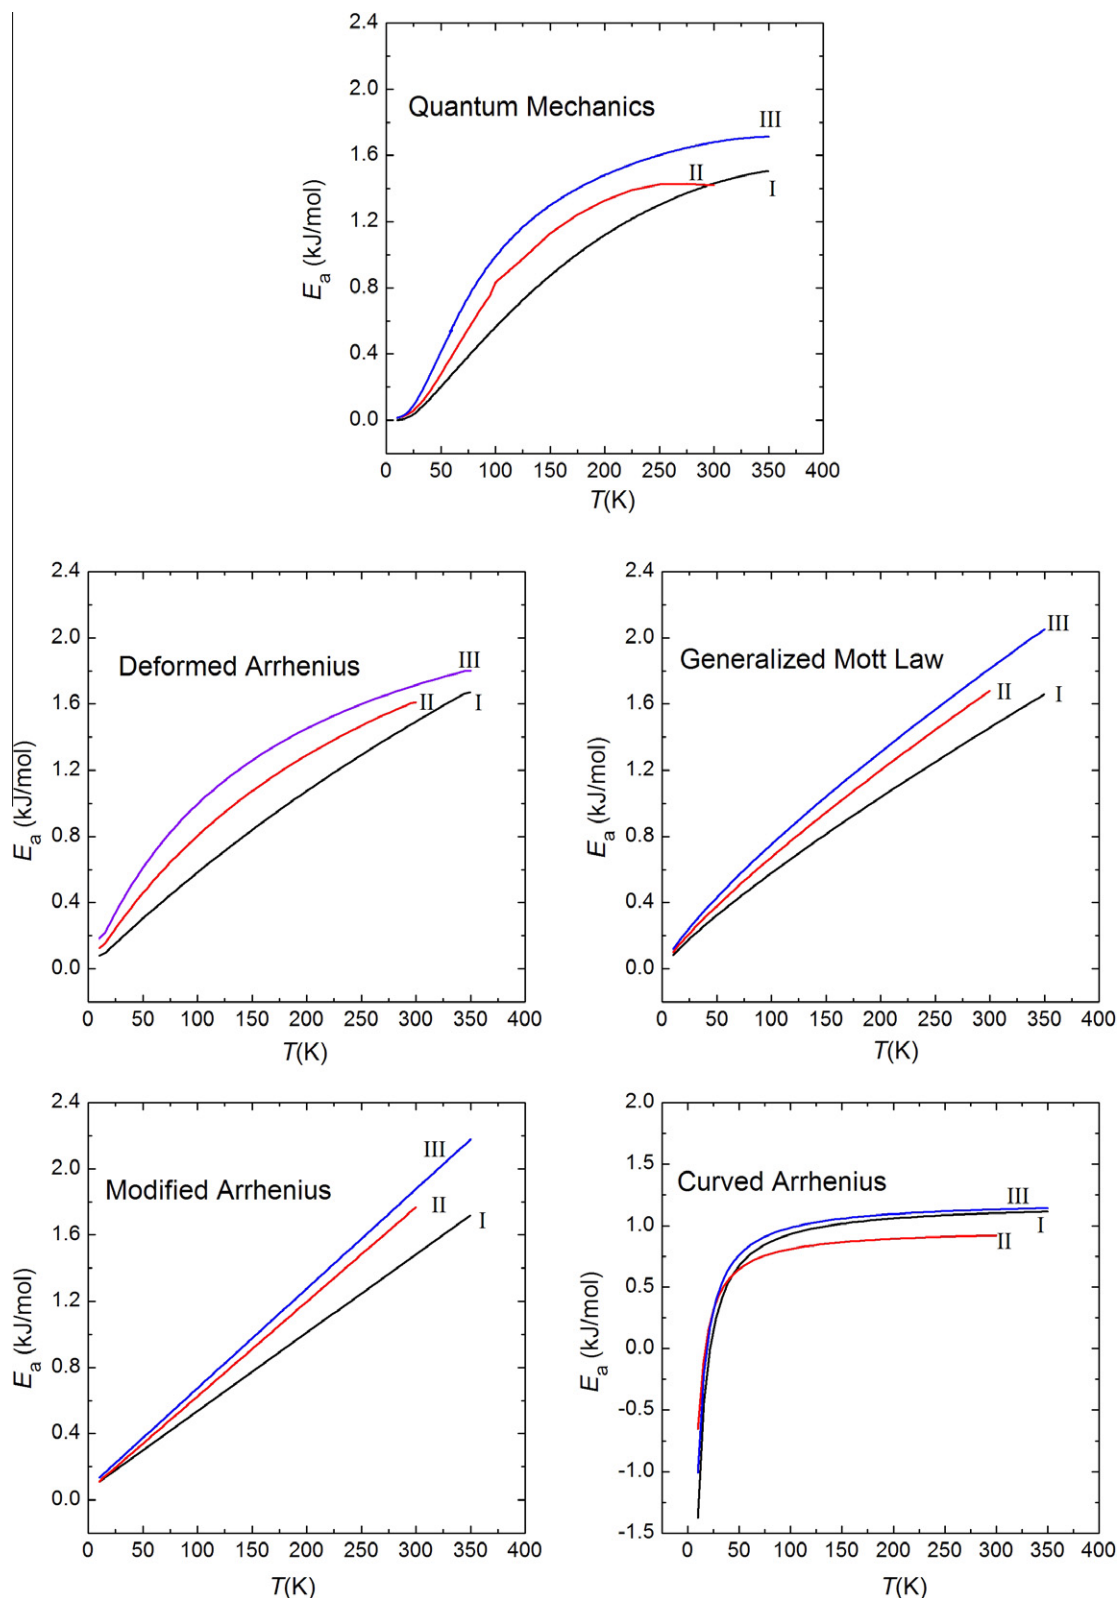 2.4
2.0
1.6
1.2
0.8
0.4
0.0
Quantum Mechanics
III
II
I
Ea (kJ/mol)
0 50 100 150 200 250 300 350 400
T(K)
2.4
2.0
1.6
1.2
0.8
0.4
0.0
Deformed Arrhenius
III
II
I
Ea (kJ/mol)
0 50 100 150 200 250 300 350 400
T(K)
2.4
2.0
1.6
1.2
0.8
0.4
0.0
Generalized Mott Law
III
II
I
Ea (kJ/mol)
0 50 100 150 200 250 300 350 400
T(K)
2.4
2.0
1.6
1.2
0.8
0.4
0.0
Modified Arrhenius
III
II
I
Ea (kJ/mol)
0 50 100 150 200 250 300 350 400
T(K)
2.0
1.5
1.0
0.5
0.0
-0.5
-1.0
-1.5
Curved Arrhenius
III
I
II
Ea (kJ/mol)
0 50 100 150 200 250 300 350 400
T(K)